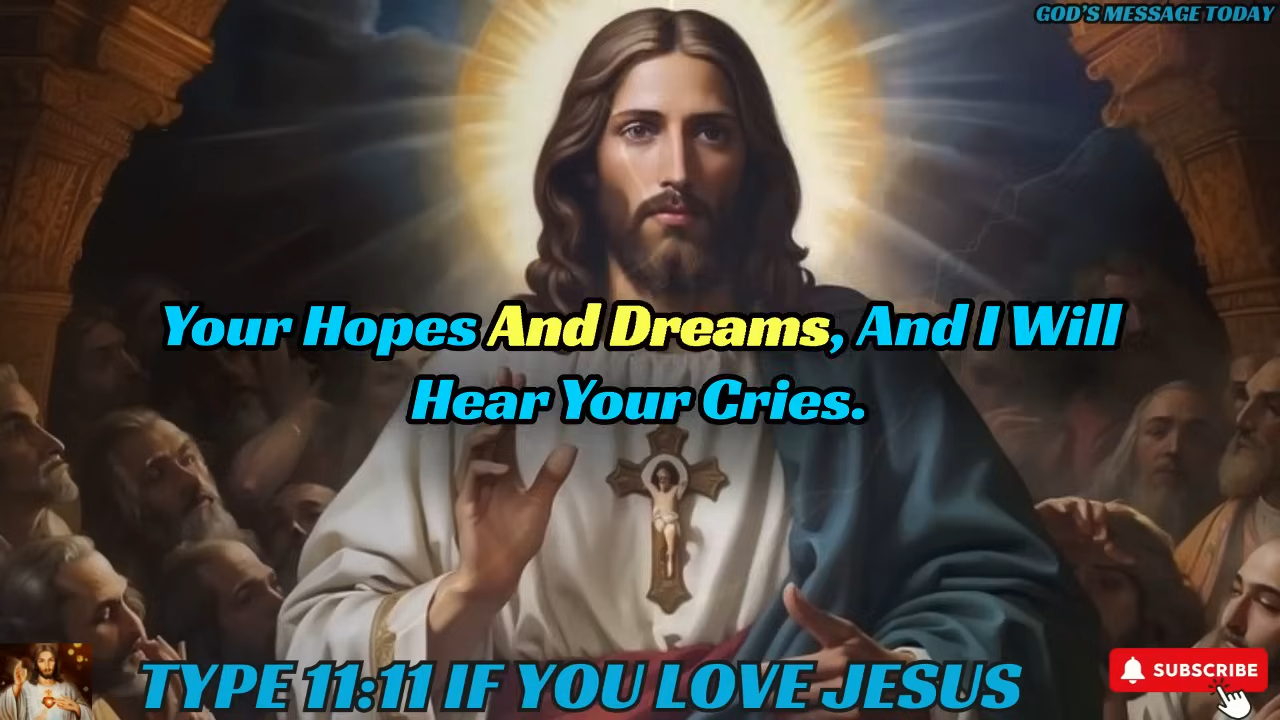 GOD'S MESSAGE TODAY
Your Hopes And Dreams, And I Will
Hear Your Cries.
TYPE 11:11 IF YOU LOVE JESUS
SUBSCRIBE